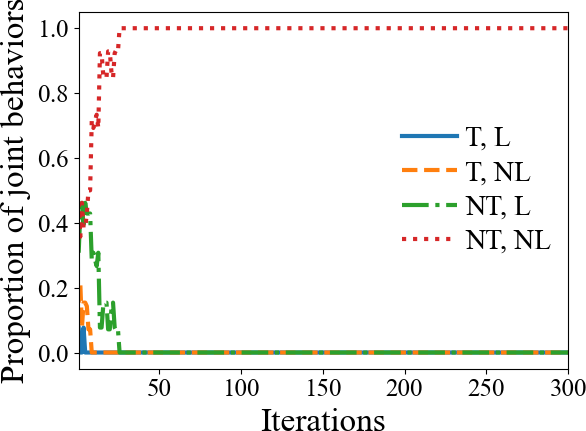 Proportion of joint behaviors
1.0
0.8
0.6
0.4
0.2
0.0
T, L
T, NL
NT, L
NT, NL
50 100 150 200 250 300
Iterations